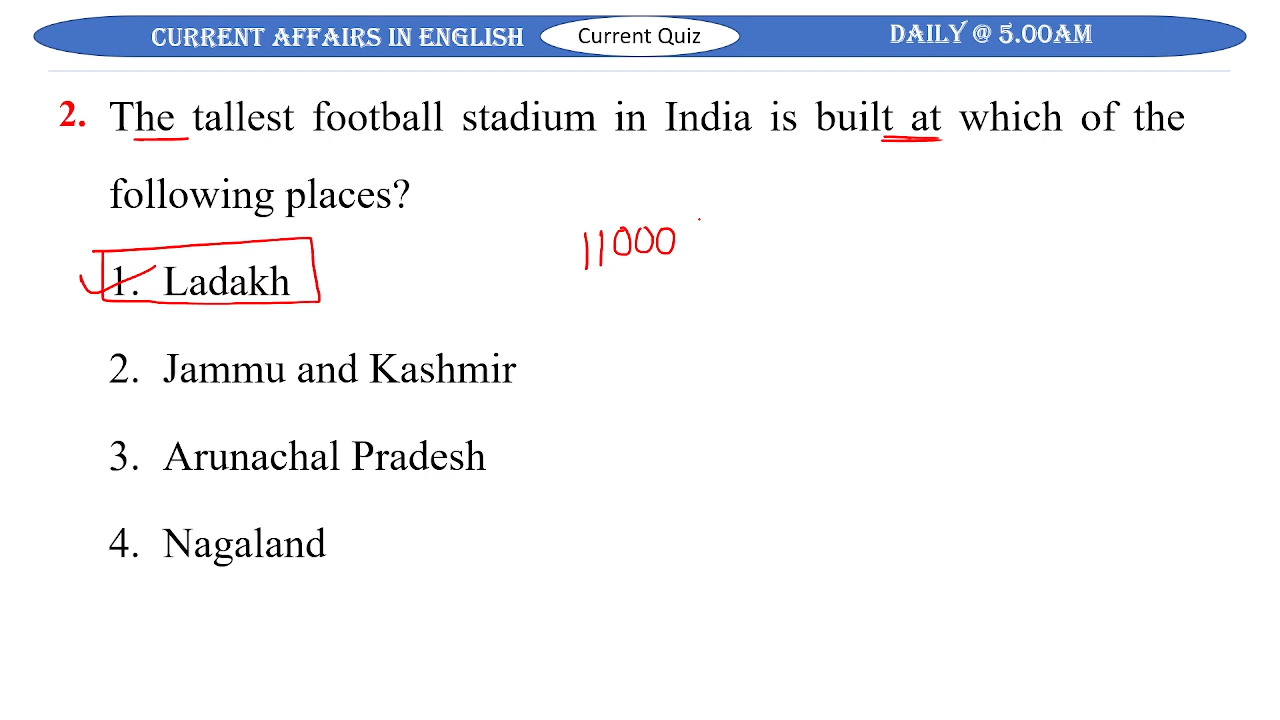 CURRENT AFFAIRS IN ENGLISH
Current Quiz
DAILY @ 5.00AM
2. The tallest football stadium in India is built at which of the
following places?
11000
1. Ladakh
2. Jammu and Kashmir
3. Arunachal Pradesh
4. Nagaland